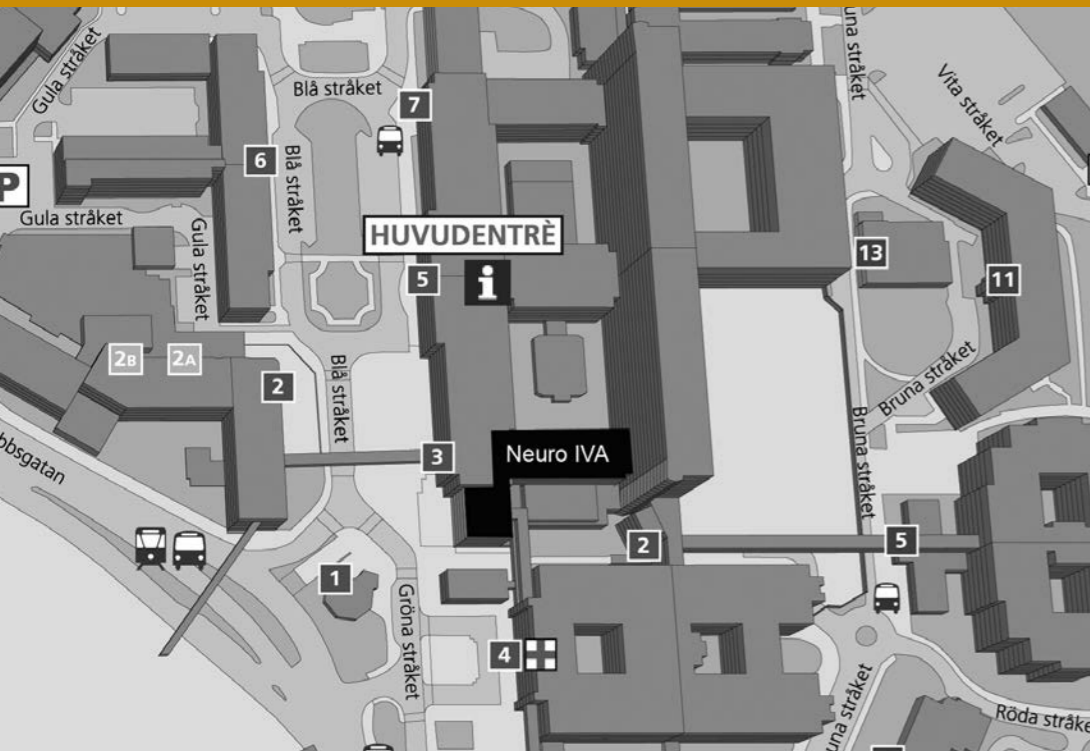 Gula stråket
Blå stråket
7
una stråket
Vita stråket
6
Blå stråket
P
Gula stråket
Gula stråket
HUVUDENTRÈ
5
i
13
11
2B
2A
2
Blå stråket
Bruna stråket
Bruna stråket
bbsgatan
3
Neuro IVA
2
5
1
Gröna stråket
4
una stråket
Röda stråke